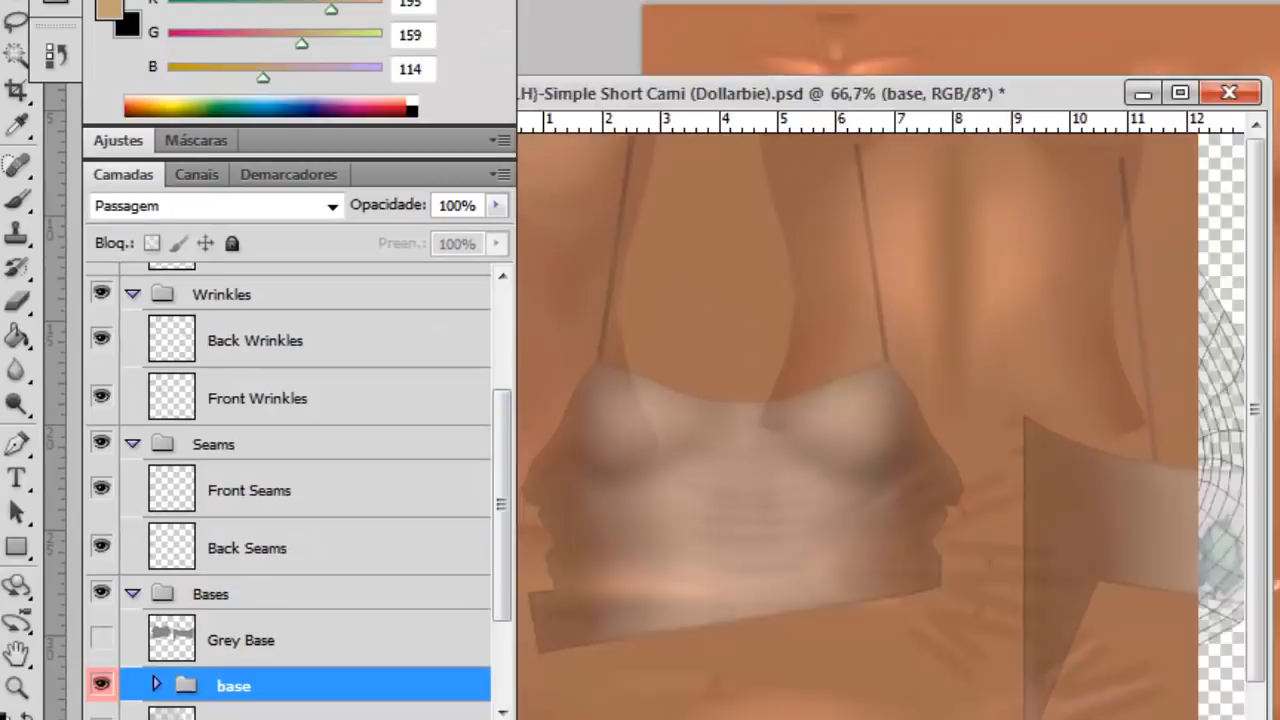 195
G 159
B 114
Ajustes Máscaras
Camadas Canais Demarcadores
Passagem Opacidade: 100%
Bloq.: Preen.: 100%
Wrinkles
Back Wrinkles
Front Wrinkles
Seams
Front Seams
Back Seams
Bases
Grey Base
base
LH}-Simple Short Cami (Dollarbie).psd @ 66,7% (base, RGB/8*) *
1 2 3 4 5 6 7 8 9 10 11 12